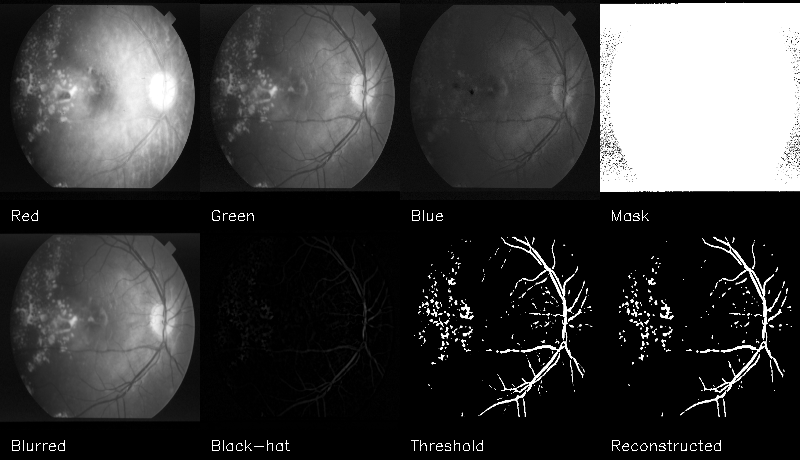 Red
Green
Blue
Mask
Blurred
Black-hat
Threshold
Reconstructed